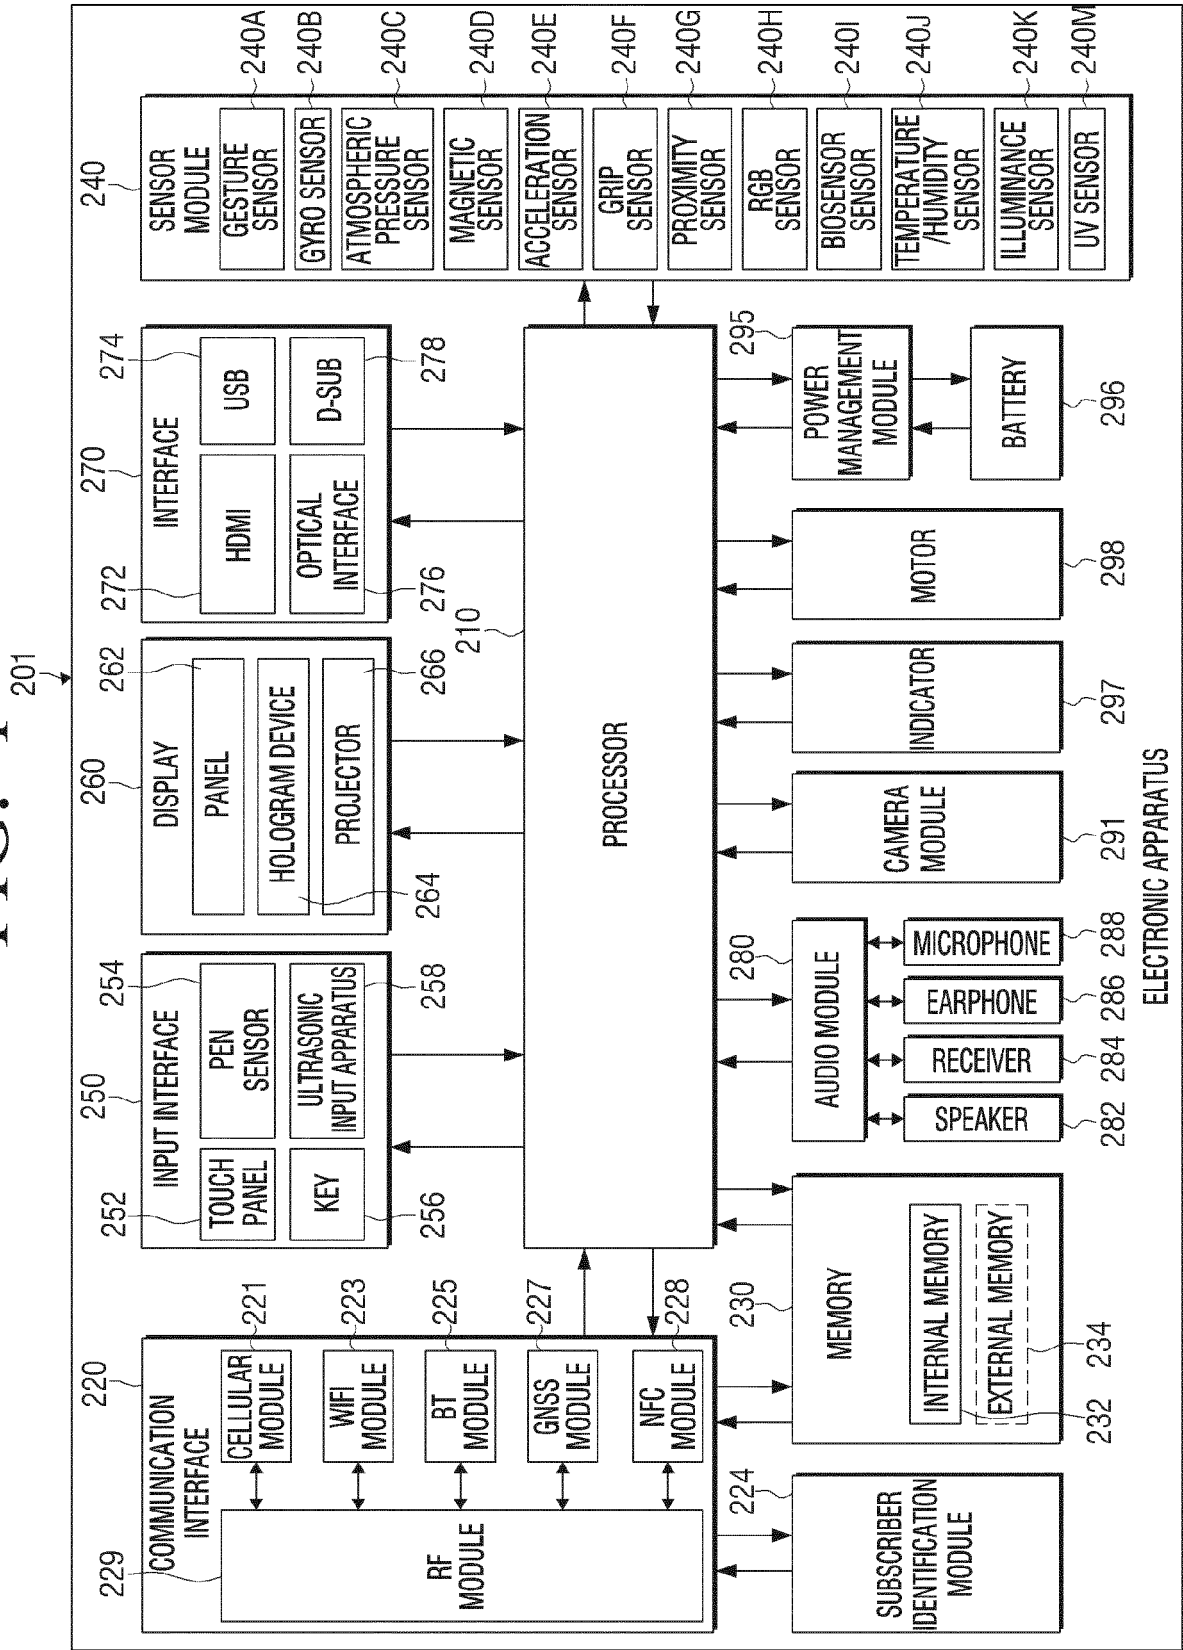 201
220
COMMUNICATION
INTERFACE
229
RF
MODULE
CELLULAR
MODULE
221
WIFI
MODULE
223
BT
MODULE
225
GNSS
MODULE
227
NFC
MODULE
228
250
INPUT INTERFACE
252
TOUCH
PANEL
254
PEN
SENSOR
KEY
256
ULTRASONIC
INPUT APPARATUS
258
260
DISPLAY
262
PANEL
HOLOGRAM DEVICE
264
PROJECTOR
266
270
INTERFACE
272
HDMI
274
USB
OPTICAL
INTERFACE
276
D-SUB
278
240
SENSOR
MODULE
GESTURE
SENSOR
240A
GYRO SENSOR
240B
ATMOSPHERIC
PRESSURE
SENSOR
240C
MAGNETIC
SENSOR
240D
ACCELERATION
SENSOR
240E
GRIP
SENSOR
240F
PROXIMITY
SENSOR
240G
RGB
SENSOR
240H
BIOSENSOR
SENSOR
240I
TEMPERATURE
/HUMIDITY
SENSOR
240J
ILLUMINANCE
SENSOR
240K
UV SENSOR
240M
210
PROCESSOR
224
SUBSCRIBER
IDENTIFICATION
MODULE
230
MEMORY
INTERNAL MEMORY
232
EXTERNAL MEMORY
234
280
AUDIO MODULE
SPEAKER
282
RECEIVER
284
EARPHONE
286
MICROPHONE
288
CAMERA
MODULE
291
INDICATOR
297
MOTOR
298
295
POWER
MANAGEMENT
MODULE
BATTERY
296
ELECTRONIC APPARATUS